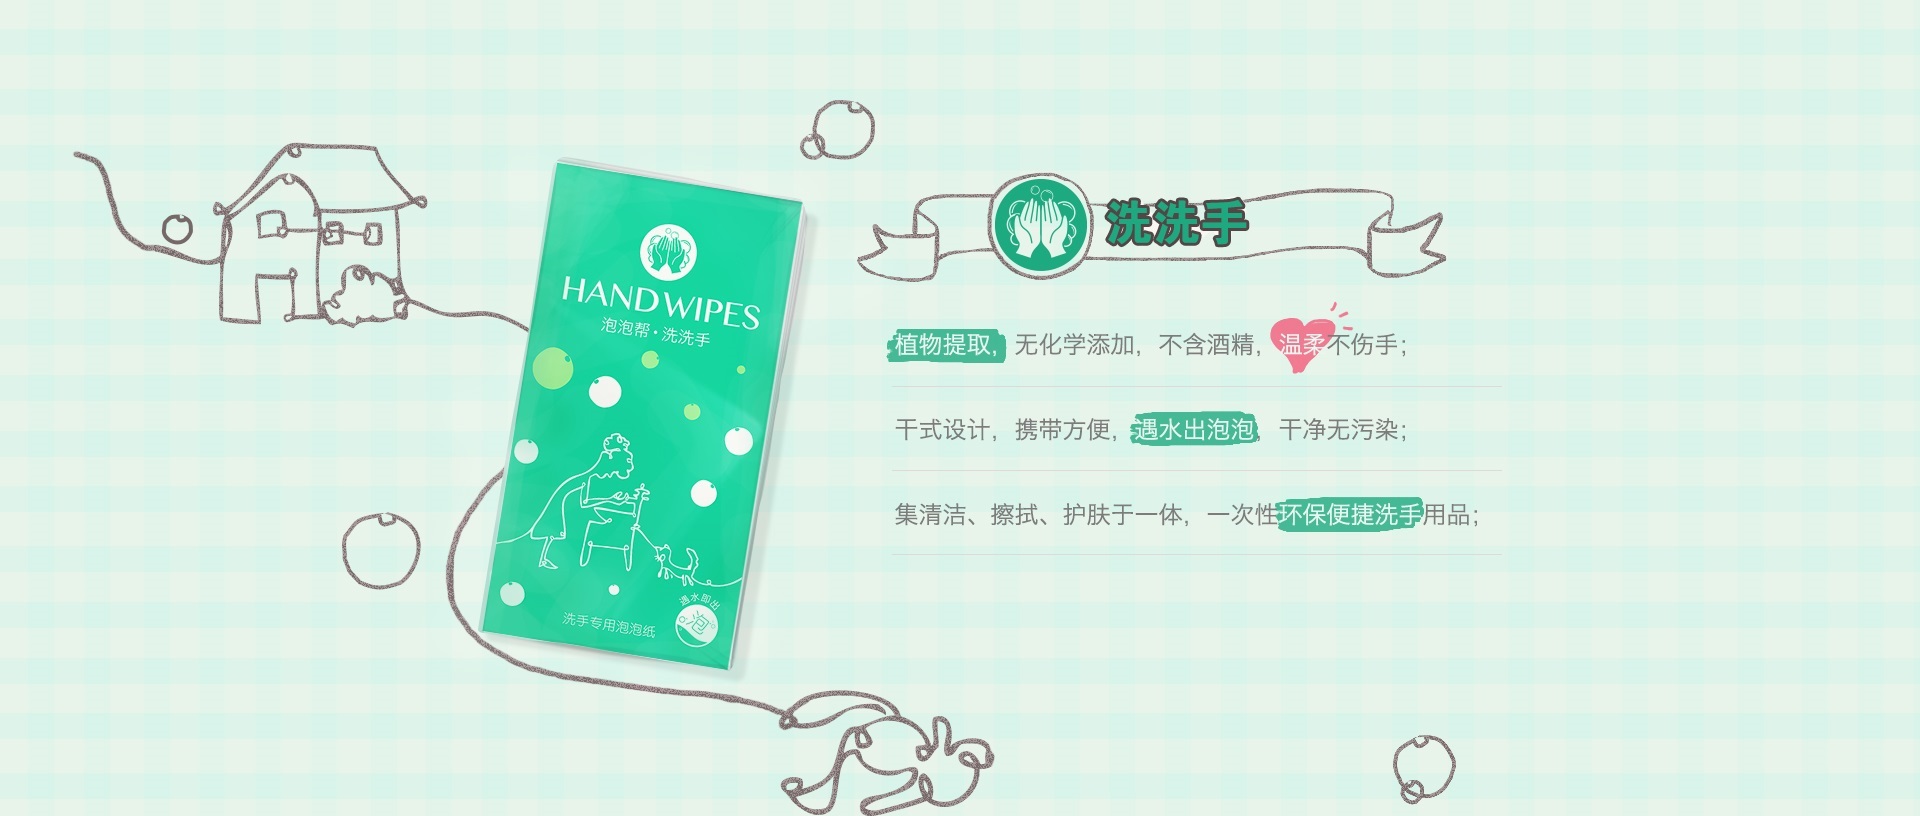 HAND WIPES
泡泡帮·洗洗手
遇水即出
泡
洗手专用泡泡纸
洗洗手
植物提取，无化学添加，不含酒精，温柔不伤手；
干式设计，携带方便，遇水出泡泡，干净无污染；
集清洁、擦拭、护肤于一体，一次性环保便捷洗手用品；